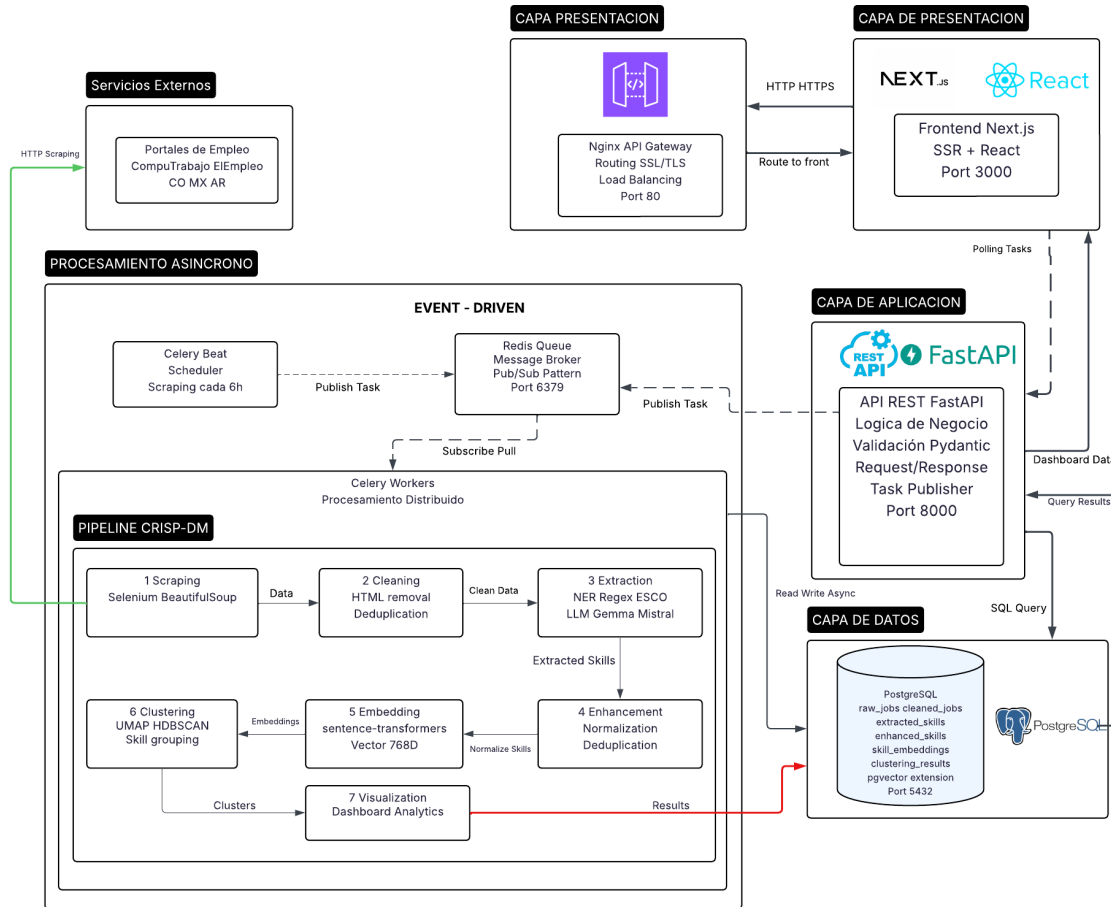 CAPA PRESENTACION
Nginx API Gateway
Routing SSL/TLS
Load Balancing
Port 80
HTTP HTTPS
Route to front
CAPA DE PRESENTACION
NEXT.JS
React
Frontend Next.js
SSR + React
Port 3000
Servicios Externos
Portales de Empleo
CompuTrabajo ElEmpleo
CO MX AR
HTTP Scraping
Polling Tasks
PROCESAMIENTO ASINCRONO
EVENT - DRIVEN
Celery Beat
Scheduler
Scraping cada 6h
Publish Task
Redis Queue
Message Broker
Pub/Sub Pattern
Port 6379
Publish Task
Subscribe Pull
CAPA DE APLICACION
REST
API
FastAPI
API REST FastAPI
Logica de Negocio
Validación Pydantic
Request/Response
Task Publisher
Port 8000
Dashboard Data
Query Results
SQL Query
Celery Workers
Procesamiento Distribuido
PIPELINE CRISP-DM
1 Scraping
Selenium BeautifulSoup
Data
2 Cleaning
HTML removal
Deduplication
Clean Data
3 Extraction
NER Regex ESCO
LLM Gemma Mistral
Extracted Skills
4 Enhancement
Normalization
Deduplication
Normalize Skills
5 Embedding
sentence-transformers
Vector 768D
Embeddings
6 Clustering
UMAP HDBSCAN
Skill grouping
Clusters
7 Visualization
Dashboard Analytics
Results
Read Write Async
CAPA DE DATOS
PostgreSQL
raw_jobs cleaned_jobs
extracted_skills
enhanced_skills
skill_embeddings
clustering_results
pgvector extension
Port 5432
PostgreSQL